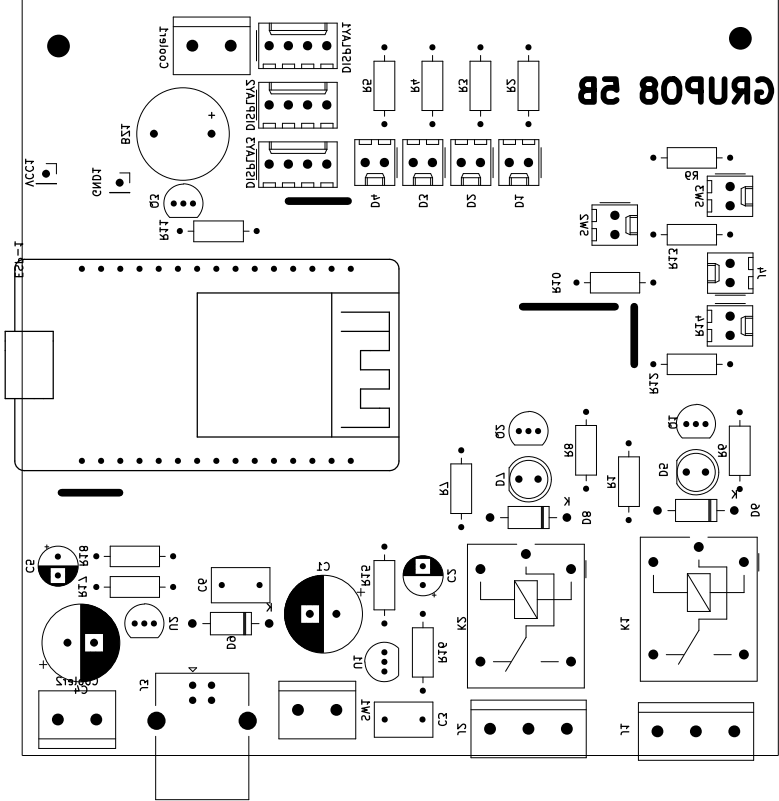 Cooler1
DISPLAY1
R5
R4
R3
R2
GRUPO8 5B
DISPLAY2
BZ1
+
DISPLAY3
VCC1
GND1
Q3
D4
D3
D2
D1
R9
SW3
SW2
R11
R13
ESP-1
J4
R10
R14
R12
Q2
Q1
R8
R6
R7
D7
R1
D5
K
K
D8
D6
C5
+
R18
R17
C6
C1
+
R15
C2
+
K
K2
K1
U2
D9
U1
R16
+
Cooler2
C4
J3
SW1
C3
J2
J1